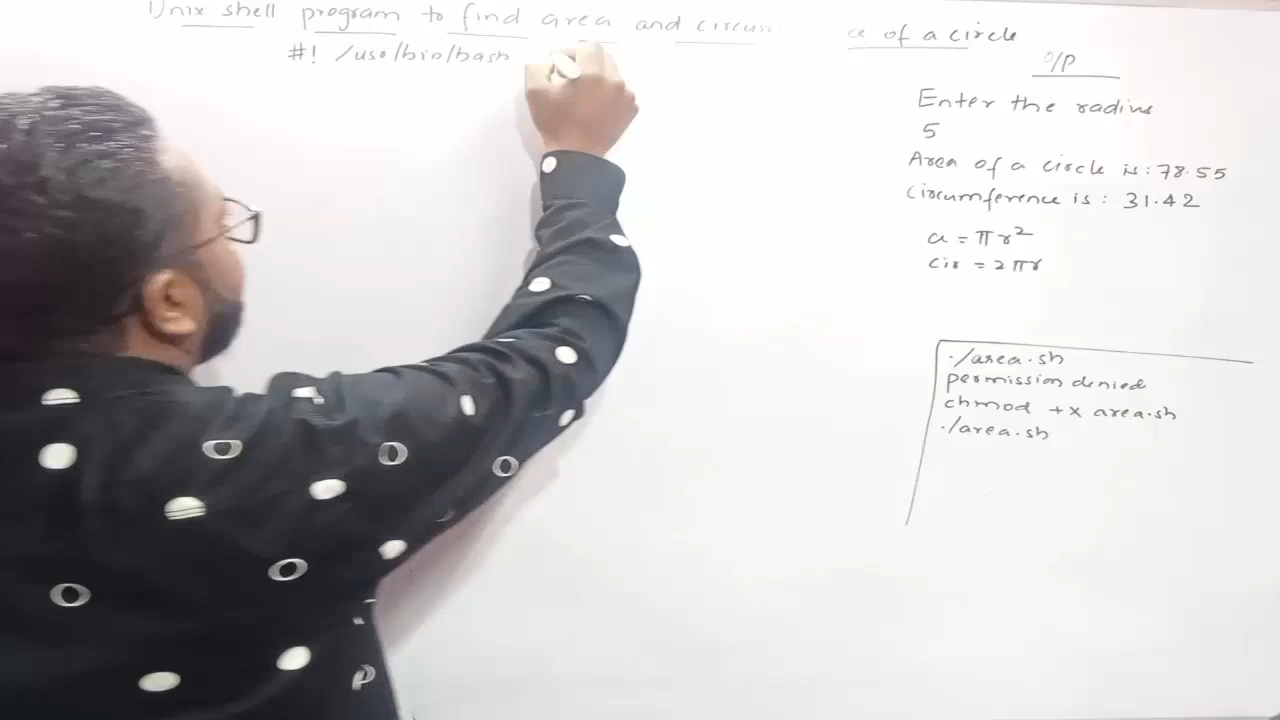 Unix shell program to find area and circum ce of a circle
#! /usr/bin/bash
O/P
Enter the radius
5
Area of a circle is : 78.55
Circumference is : 31.42
a = πr²
cir = 2πr
./area.sh
permission denied
chmod +x area.sh
./area.sh